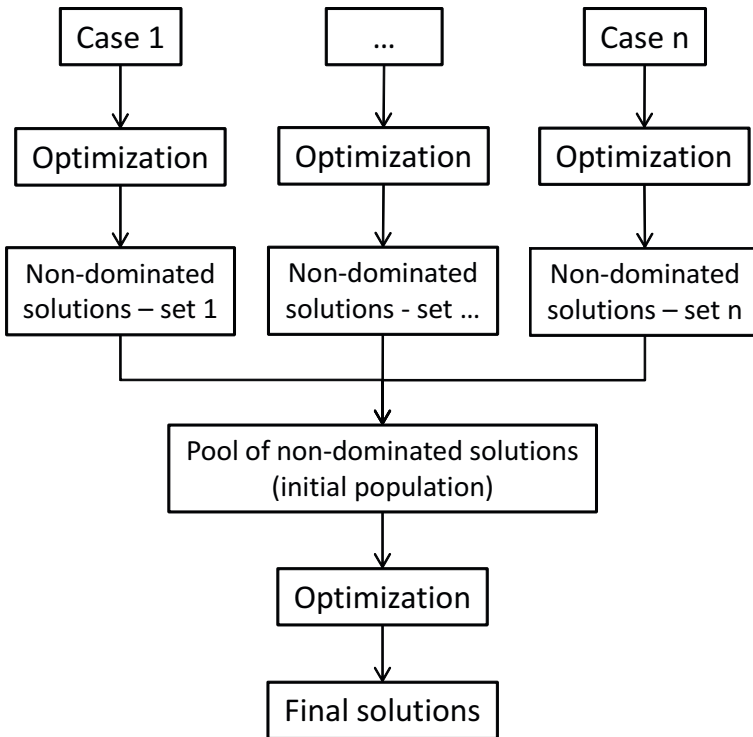 Case 1
...
Case n
Optimization
Optimization
Optimization
Non-dominated
solutions – set 1
Non-dominated
solutions - set ...
Non-dominated
solutions – set n
Pool of non-dominated solutions
(initial population)
Optimization
Final solutions